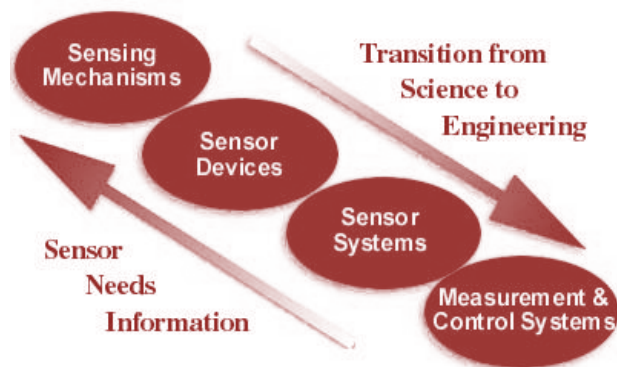 Sensing
Mechanisms
Transition from
Science to
Engineering
Sensor
Devices
Sensor
Systems
Sensor
Needs
Information
Measurement &
Control Systems